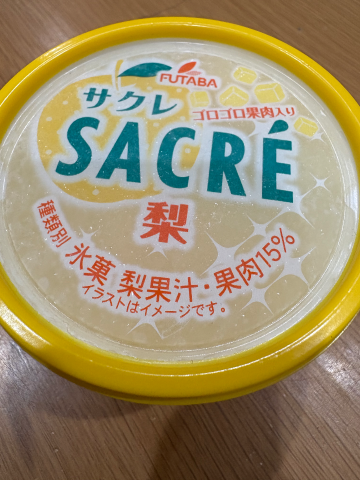 FUTABA
サクレ
ゴロゴロ果肉入り
SACRÉ
梨
種類別 氷菓 梨果汁・果肉15%
イラストはイメージです。